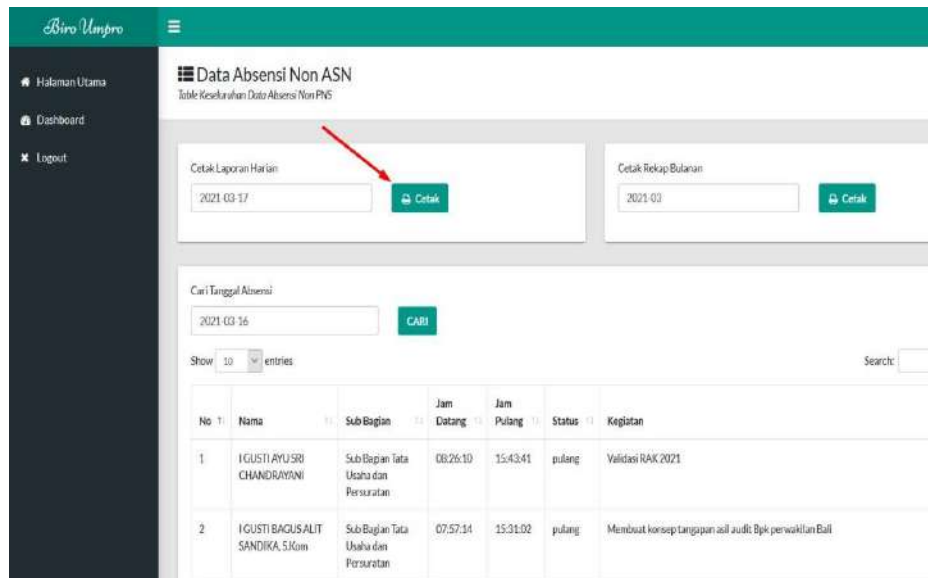 Biro Umpro
Halaman Utama
Dashboard
Logout
Data Absensi Non ASN
Table Keseluruhan Data Absensi Non PNS
Cetak Laporan Harian
2021-03-17
Cetak
Cetak Rekap Bulanan
2021-03
Cetak
Cari Tanggal Absensi
2021-03-16
CARI
Show 10 entries
Search:
No Nama Sub Bagian Jam Datang Jam Pulang Status Kegiatan
1 I GUSTI AYU SRI CHANDRAYANI Sub Bagian Tata Usaha dan Persuratan 08:26:10 15:43:41 pulang Validasi RAK 2021
2 I GUSTI BAGUS ALIT SANDIKA, S.Kom Sub Bagian Tata Usaha dan Persuratan 07:57:14 15:31:02 pulang Membuat konsep tangapan asil audit Bpk perwakilan Bali